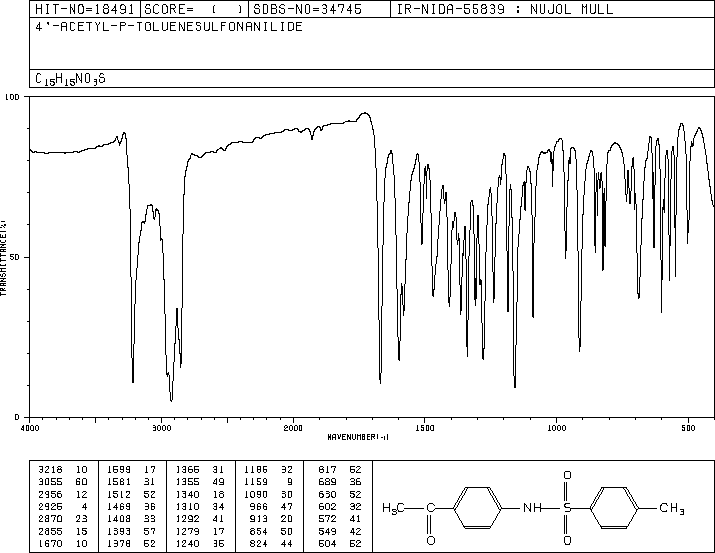 HIT-NO=18491 SCORE= ( ) SDBS-NO=34745 IR-NIDA-55839 : NUJOL MULL
4'-ACETYL-P-TOLUENESULFONANILIDE
C15H15NO3S
100
50
0
TRANSMITTANCE(%)
4000 3000 2000 1500 1000 500
WAVENUMBER(-1)
3218 10 1599 17 1366 31 1186 32 817 52
3055 60 1581 31 1355 49 1159 9 689 36
2956 12 1512 52 1340 18 1090 30 630 52
2925 4 1469 36 1310 34 966 47 602 32
2870 23 1408 33 1292 41 913 20 572 41
2855 15 1393 57 1279 17 854 50 549 42
1670 10 1378 52 1240 35 824 44 504 52
O
H3C NH S CH3
O O